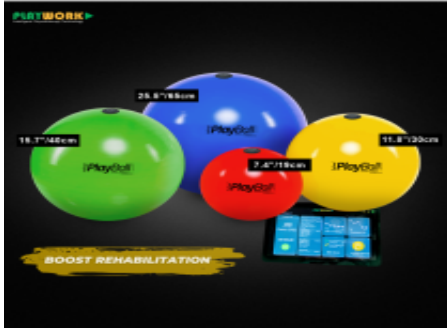 PLAYWORK
25.5"/65cm
15.7"/40cm
11.8"/30cm
7.4"/19cm
PlayBall
PlayBall
PlayBall
PlayBall
BOOST REHABILITATION